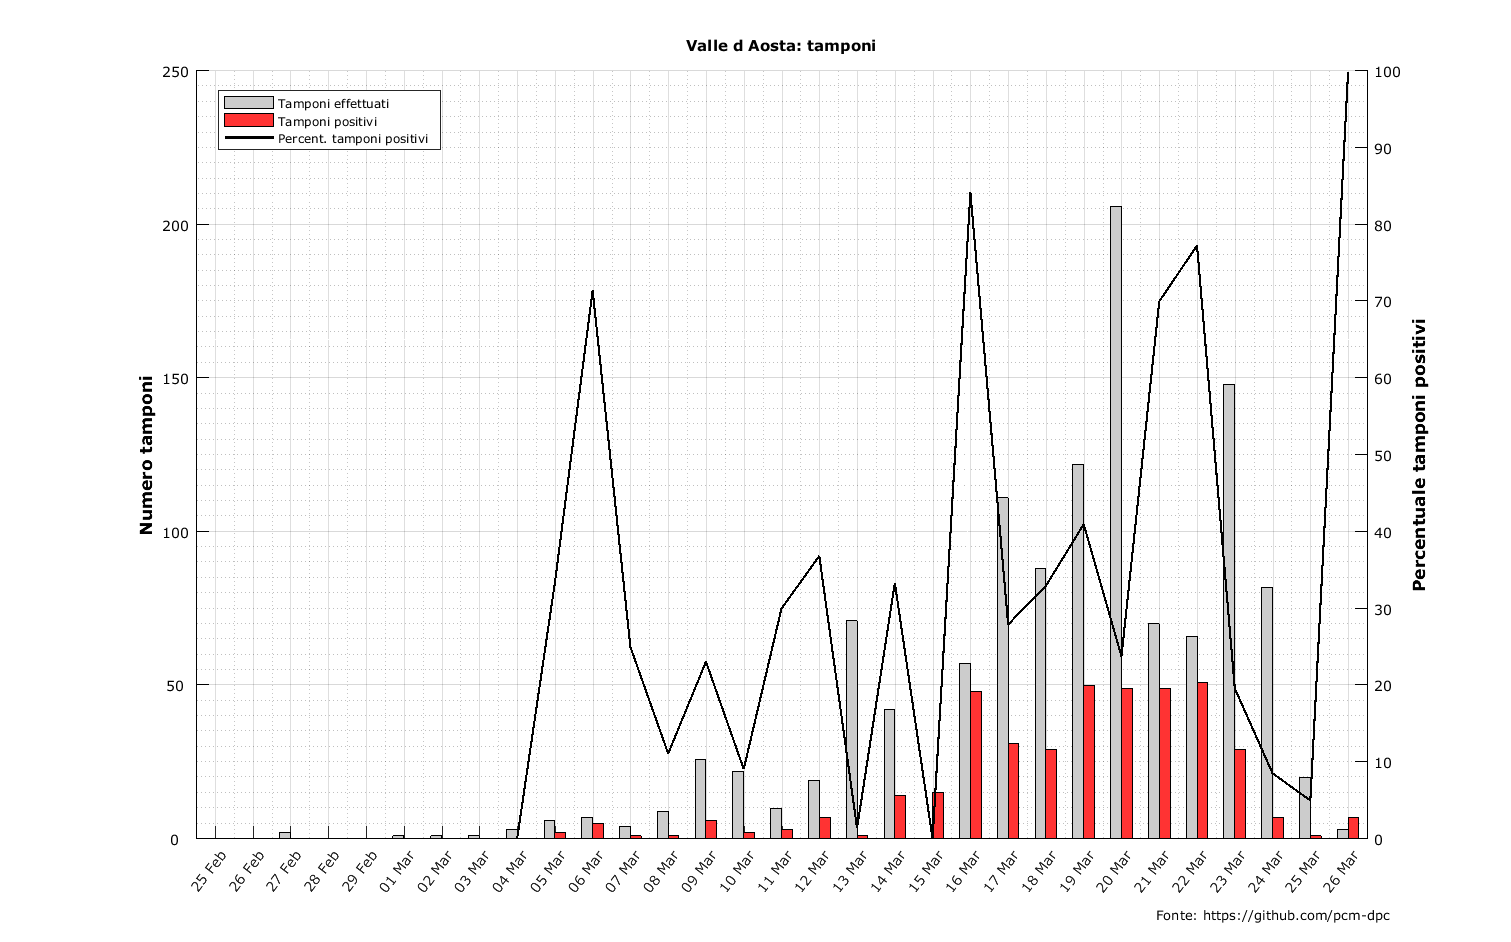 Valle d Aosta: tamponi
Tamponi effettuati
Tamponi positivi
Percent. tamponi positivi
Numero tamponi
250
200
150
100
50
0
100
90
80
70
60
50
40
30
20
10
0
Percentuale tamponi positivi
25 Feb
26 Feb
27 Feb
28 Feb
29 Feb
01 Mar
02 Mar
03 Mar
04 Mar
05 Mar
06 Mar
07 Mar
08 Mar
09 Mar
10 Mar
11 Mar
12 Mar
13 Mar
14 Mar
15 Mar
16 Mar
17 Mar
18 Mar
19 Mar
20 Mar
21 Mar
22 Mar
23 Mar
24 Mar
25 Mar
26 Mar
Fonte: https://github.com/pcm-dpc